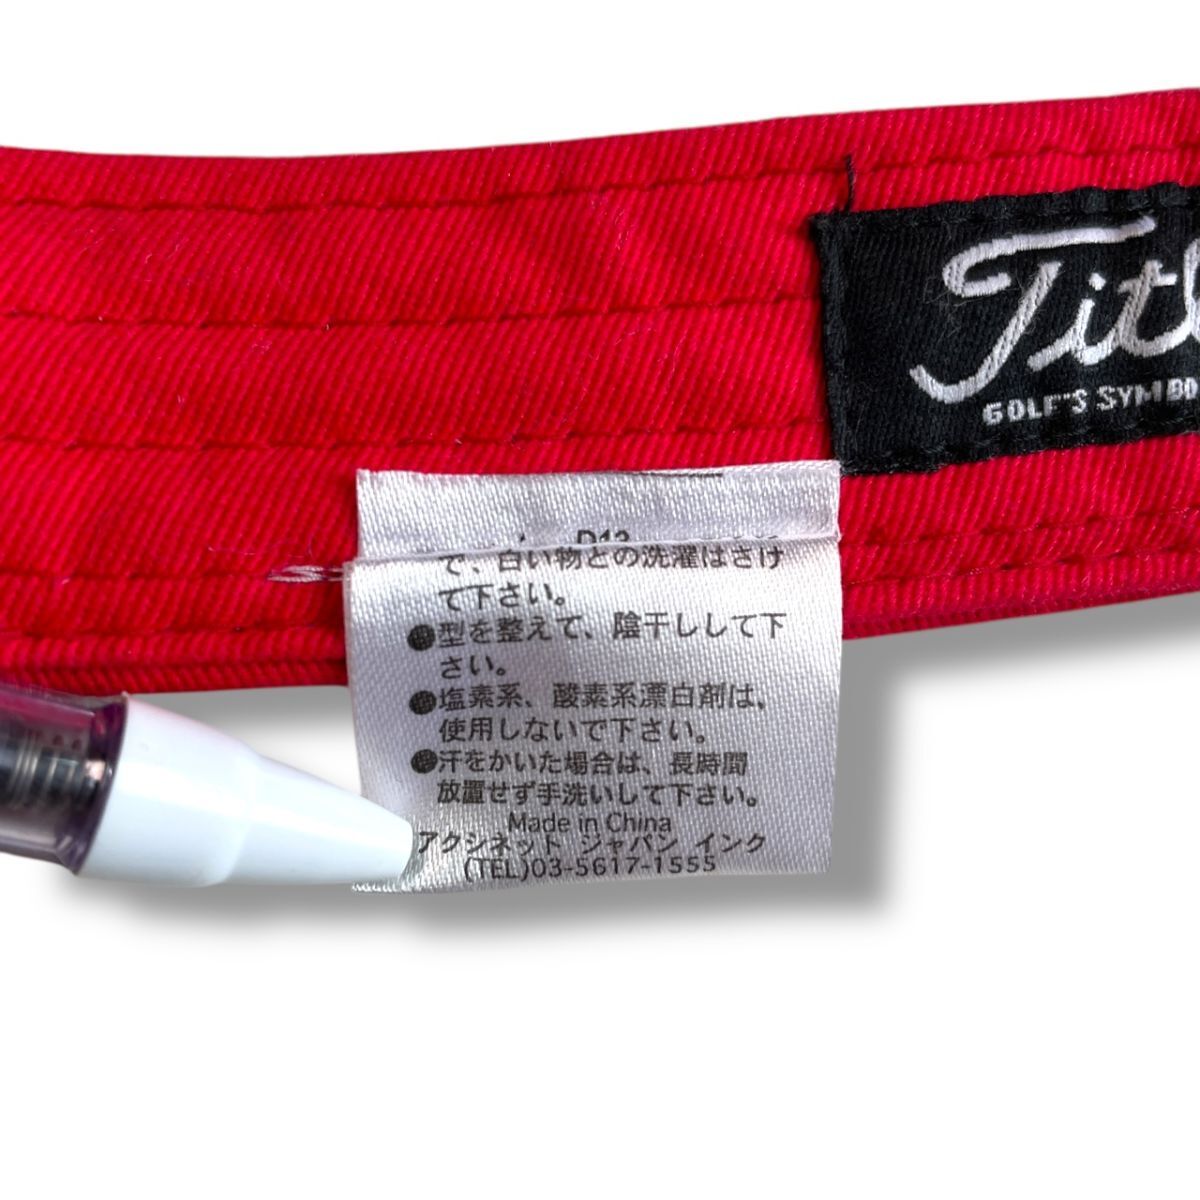 Titl
GOLF'S SYMBO
D13
で、白い物との洗濯はさけ
て下さい。
●型を整えて、陰干しして下
さい。
●塩素系、酸素系漂白剤は、
使用しないで下さい。
●汗をかいた場合は、長時間
放置せず手洗いして下さい。
Made in China
アクシネット ジャパン インク
(TEL)03-5617-1555